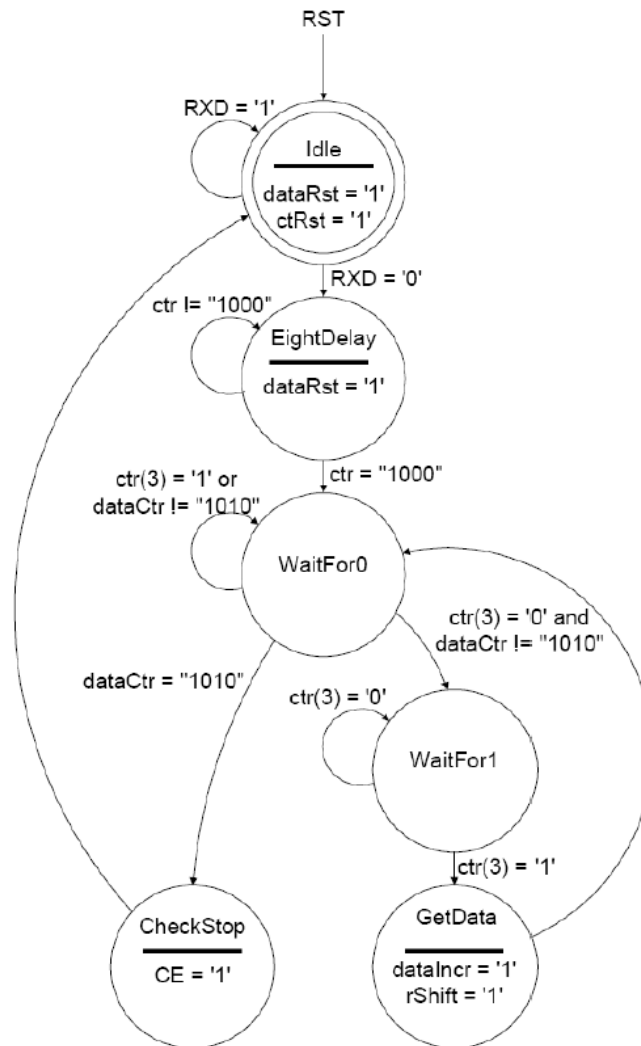 RST
RXD = '1'
Idle
dataRst = '1'
ctRst = '1'
RXD = '0'
ctr != "1000"
EightDelay
dataRst = '1'
ctr = "1000"
ctr(3) = '1' or
dataCtr != "1010"
WaitFor0
ctr(3) = '0' and
dataCtr != "1010"
dataCtr = "1010"
ctr(3) = '0'
WaitFor1
ctr(3) = '1'
CheckStop
CE = '1'
GetData
dataIncr = '1'
rShift = '1'